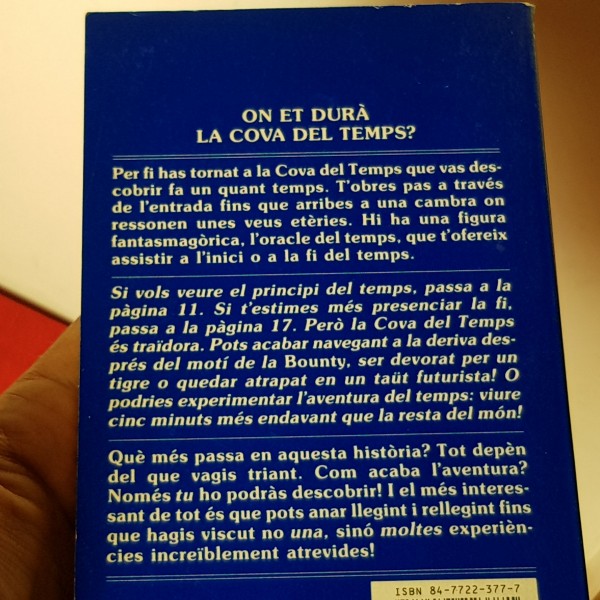 ON ET DURÀ
LA COVA DEL TEMPS?
Per fi has tornat a la Cova del Temps que vas des-
cobrir fa un quant temps. T'obres pas a través
de l'entrada fins que arribes a una cambra on
ressonen unes veus etèries. Hi ha una figura
fantasmagòrica, l'oracle del temps, que t'ofereix
assistir a l'inici o a la fi del temps.
Si vols veure el principi del temps, passa a la
pàgina 11. Si t'estimes més presenciar la fi,
passa a la pàgina 17. Però la Cova del Temps
és traïdora. Pots acabar navegant a la deriva des-
prés del motí de la Bounty, ser devorat per un
tigre o quedar atrapat en un taüt futurista! O
podries experimentar l'aventura del temps: viure
cinc minuts més endavant que la resta del món!
Què més passa en aquesta història? Tot depèn
del que vagis triant. Com acaba l'aventura?
Només tu ho podràs descobrir! I el més interes-
sant de tot és que pots anar llegint i rellegint fins
que hagis viscut no una, sinó moltes experièn-
cies increïblement atrevides!
ISBN 84-7722-377-7